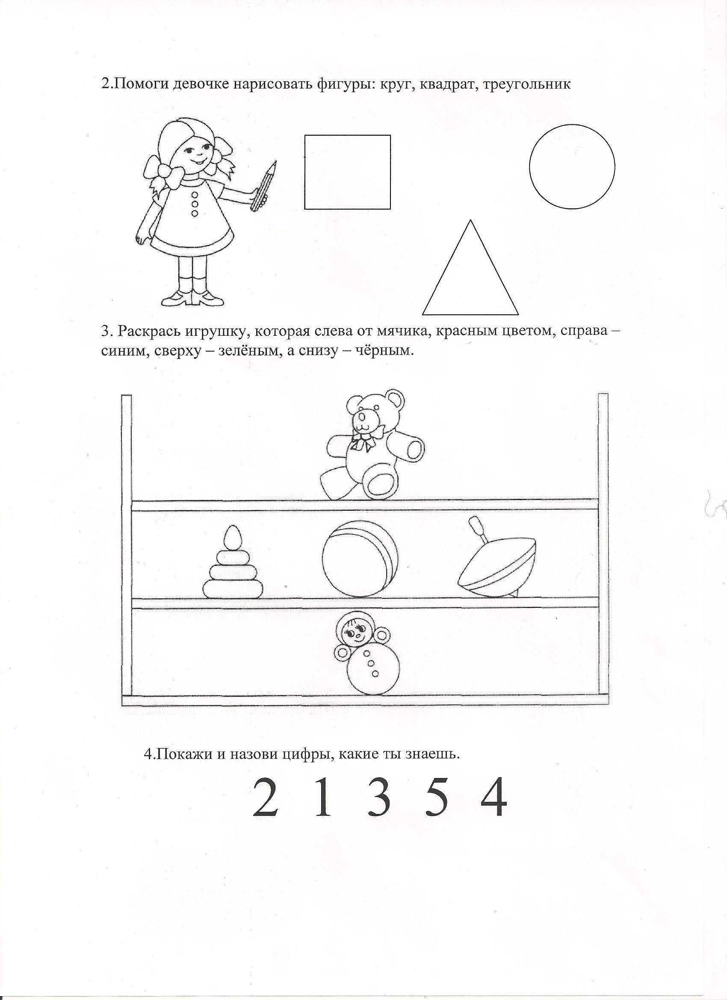 2.Помоги девочке нарисовать фигуры: круг, квадрат, треугольник
3. Раскрась игрушку, которая слева от мячика, красным цветом, справа –
синим, сверху – зелёным, а снизу – чёрным.
4.Покажи и назови цифры, какие ты знаешь.
2 1 3 5 4